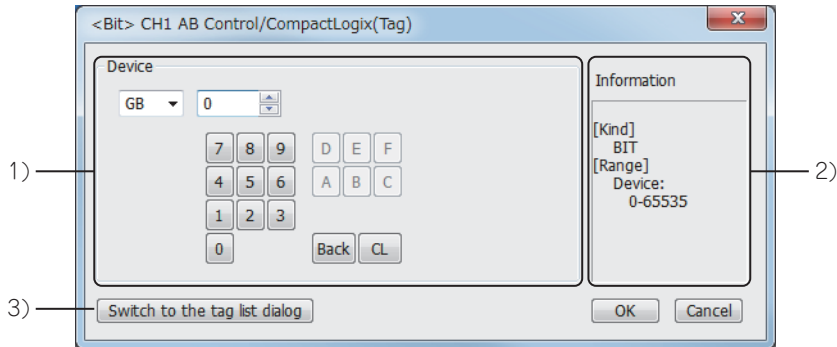 <Bit> CH1 AB Control/CompactLogix(Tag)
Device
GB 0
7 8 9 D E F
4 5 6 A B C
1 2 3
0 Back CL
Information
[Kind]
BIT
[Range]
Device:
0-65535
1)
2)
3)
Switch to the tag list dialog
OK Cancel